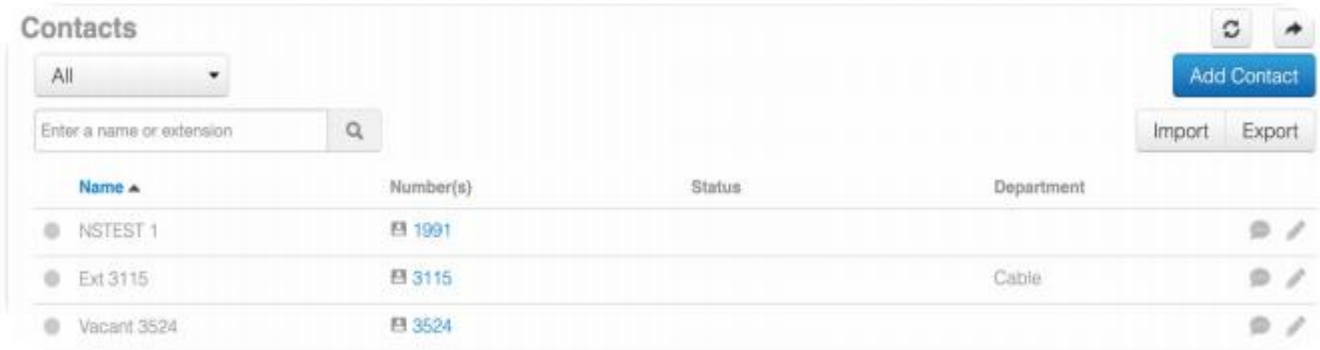 Contacts
All
Add Contact
Enter a name or extension
Import Export
Name Number(s) Status Department
NSTEST 1 1991
Ext 3115 3115 Cable
Vacant 3524 3524